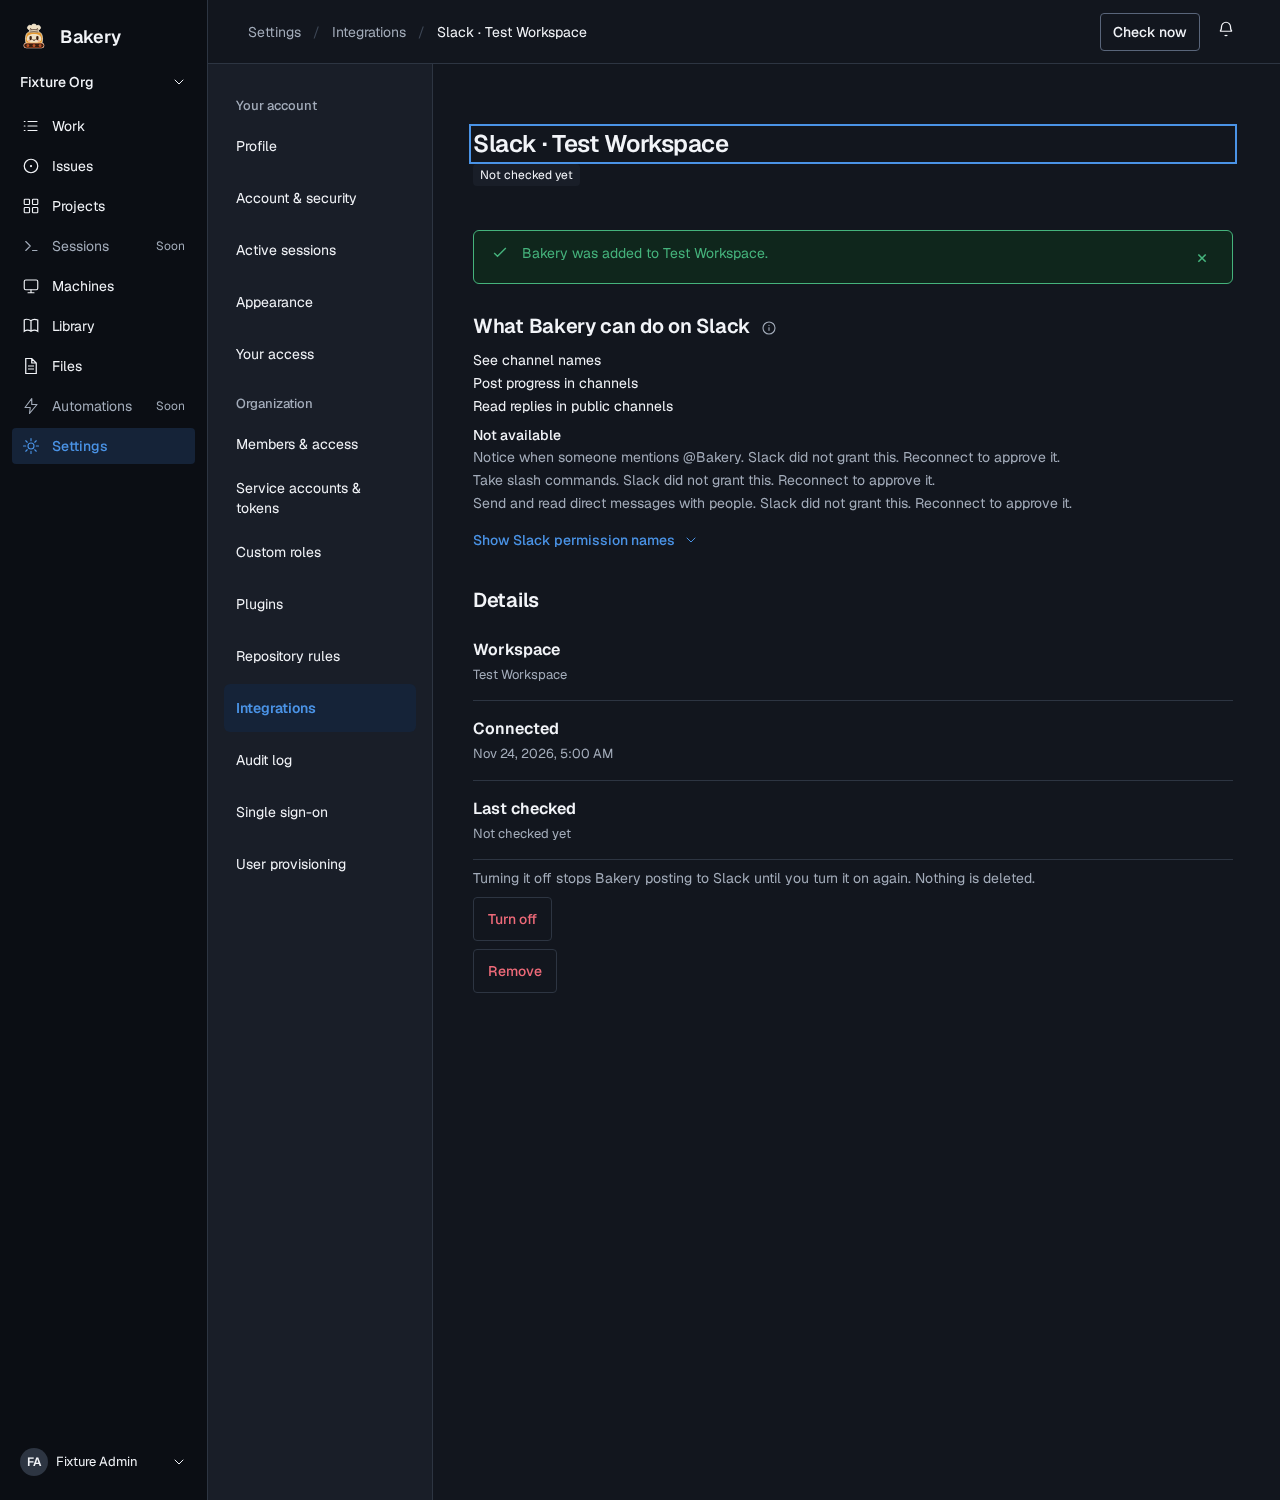 Bakery
Fixture Org
Work
Issues
Projects
Sessions Soon
Machines
Library
Files
Automations Soon
Settings
FA Fixture Admin
Settings / Integrations / Slack · Test Workspace
Check now
Your account
Profile
Account & security
Active sessions
Appearance
Your access
Organization
Members & access
Service accounts &
tokens
Custom roles
Plugins
Repository rules
Integrations
Audit log
Single sign-on
User provisioning
Slack · Test Workspace
Not checked yet
Bakery was added to Test Workspace.
What Bakery can do on Slack
See channel names
Post progress in channels
Read replies in public channels
Not available
Notice when someone mentions @Bakery. Slack did not grant this. Reconnect to approve it.
Take slash commands. Slack did not grant this. Reconnect to approve it.
Send and read direct messages with people. Slack did not grant this. Reconnect to approve it.
Show Slack permission names
Details
Workspace
Test Workspace
Connected
Nov 24, 2026, 5:00 AM
Last checked
Not checked yet
Turning it off stops Bakery posting to Slack until you turn it on again. Nothing is deleted.
Turn off
Remove